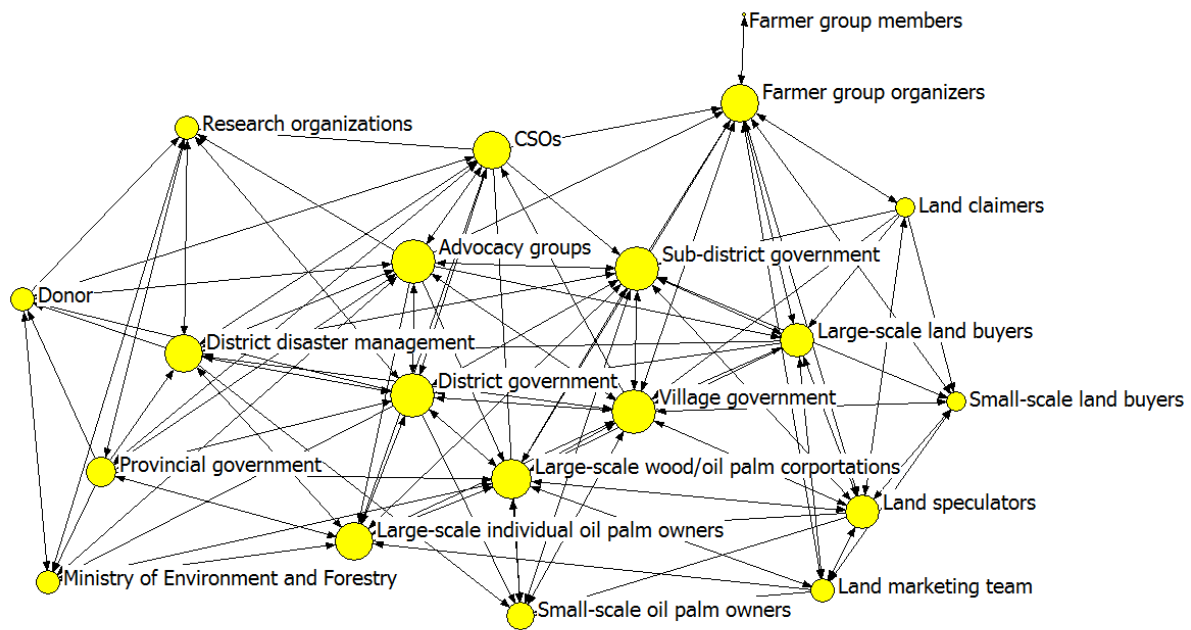 Farmer group members
Farmer group organizers
Research organizations
CSOs
Land claimers
Advocacy groups
Sub-district government
Donor
Large-scale land buyers
District disaster management
District government
Village government
Small-scale land buyers
Provincial government
Large-scale wood/oil palm corportations
Land speculators
Large-scale individual oil palm owners
Ministry of Environment and Forestry
Land marketing team
Small-scale oil palm owners